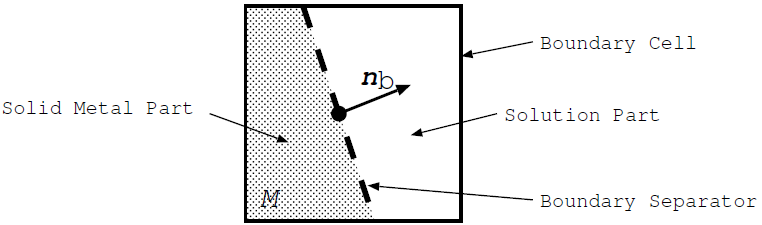 Boundary Cell
nb
Solid Metal Part
Solution Part
M
Boundary Separator